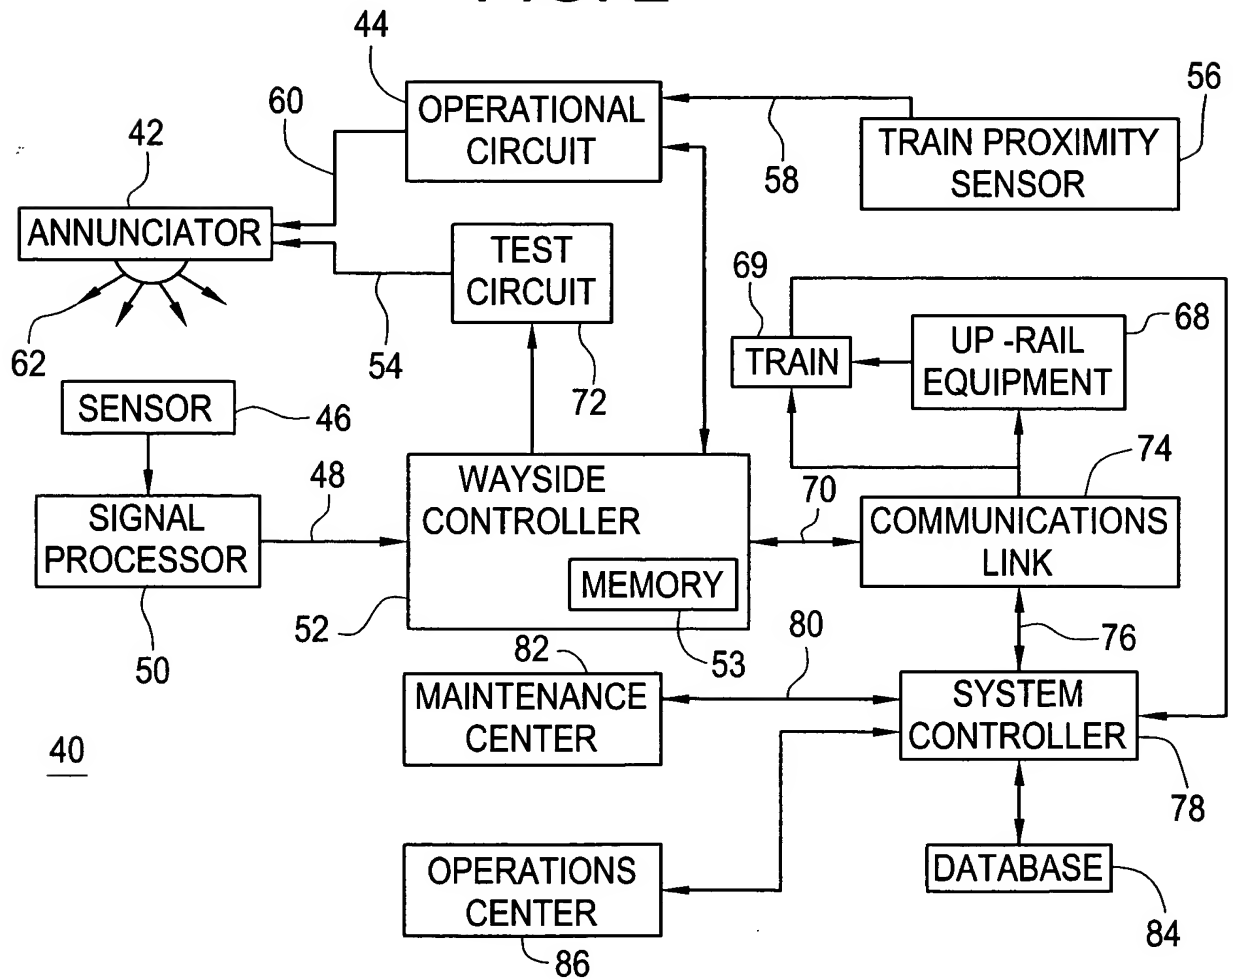 44
OPERATIONAL
CIRCUIT
60
58
56
TRAIN PROXIMITY
SENSOR
42
ANNUNCIATOR
62
54
TEST
CIRCUIT
72
69
TRAIN
68
UP -RAIL
EQUIPMENT
SENSOR
46
48
SIGNAL
PROCESSOR
50
WAYSIDE
CONTROLLER
MEMORY
52
53
70
74
COMMUNICATIONS
LINK
76
82
MAINTENANCE
CENTER
80
SYSTEM
CONTROLLER
78
40
OPERATIONS
CENTER
86
DATABASE
84